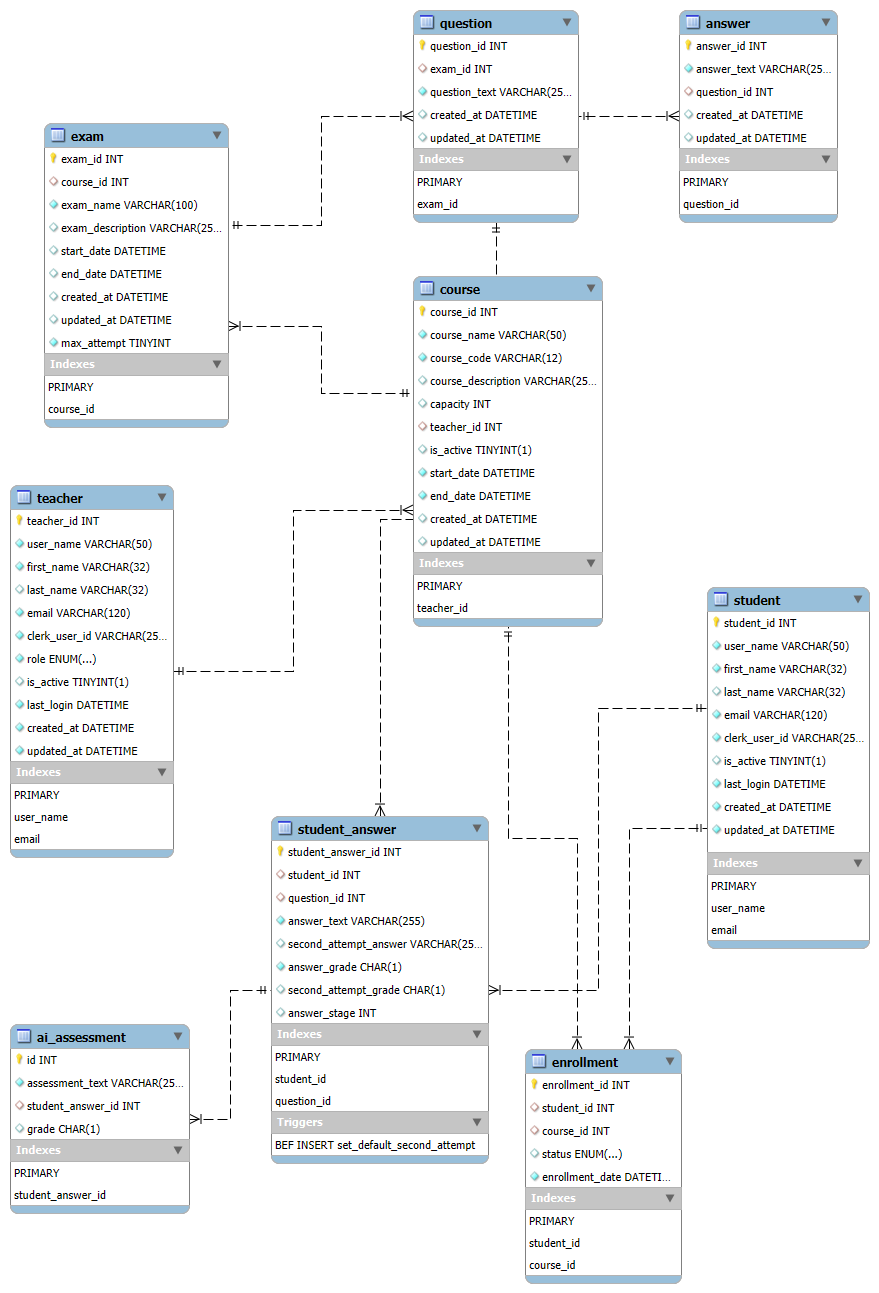 question
question_id INT
exam_id INT
question_text VARCHAR(25...
created_at DATETIME
updated_at DATETIME
Indexes
PRIMARY
exam_id
answer
answer_id INT
answer_text VARCHAR(25...
question_id INT
created_at DATETIME
updated_at DATETIME
Indexes
PRIMARY
question_id
exam
exam_id INT
course_id INT
exam_name VARCHAR(100)
exam_description VARCHAR(25...
start_date DATETIME
end_date DATETIME
created_at DATETIME
updated_at DATETIME
max_attempt TINYINT
Indexes
PRIMARY
course_id
course
course_id INT
course_name VARCHAR(50)
course_code VARCHAR(12)
course_description VARCHAR(25...
capacity INT
teacher_id INT
is_active TINYINT(1)
start_date DATETIME
end_date DATETIME
created_at DATETIME
updated_at DATETIME
Indexes
PRIMARY
teacher_id
teacher
teacher_id INT
user_name VARCHAR(50)
first_name VARCHAR(32)
last_name VARCHAR(32)
email VARCHAR(120)
clerk_user_id VARCHAR(25...
role ENUM(...)
is_active TINYINT(1)
last_login DATETIME
created_at DATETIME
updated_at DATETIME
Indexes
PRIMARY
user_name
email
student
student_id INT
user_name VARCHAR(50)
first_name VARCHAR(32)
last_name VARCHAR(32)
email VARCHAR(120)
clerk_user_id VARCHAR(25...
is_active TINYINT(1)
last_login DATETIME
created_at DATETIME
updated_at DATETIME
Indexes
PRIMARY
user_name
email
student_answer
student_answer_id INT
student_id INT
question_id INT
answer_text VARCHAR(255)
second_attempt_answer VARCHAR(25...
answer_grade CHAR(1)
second_attempt_grade CHAR(1)
answer_stage INT
Indexes
PRIMARY
student_id
question_id
Triggers
BEF INSERT set_default_second_attempt
ai_assessment
id INT
assessment_text VARCHAR(25...
student_answer_id INT
grade CHAR(1)
Indexes
PRIMARY
student_answer_id
enrollment
enrollment_id INT
student_id INT
course_id INT
status ENUM(...)
enrollment_date DATETI...
Indexes
PRIMARY
student_id
course_id